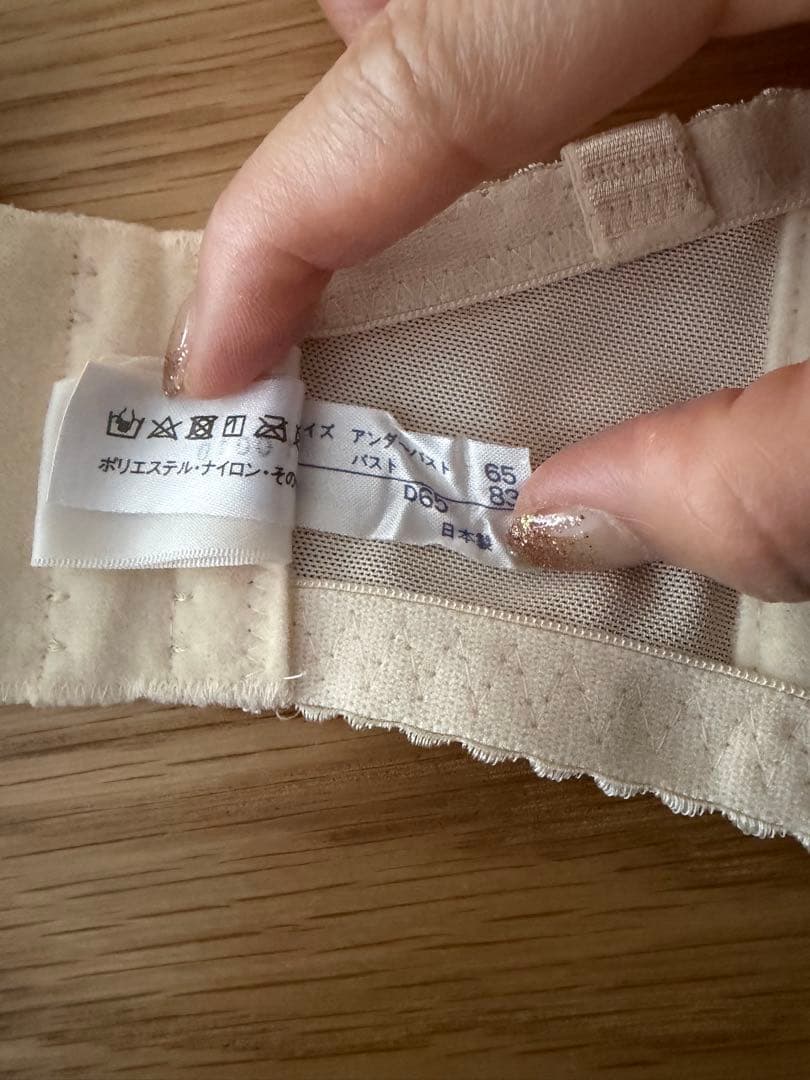 ポリエステル・ナイロン・その
イズ アンダーバスト 65
バスト 83
D65
日本製